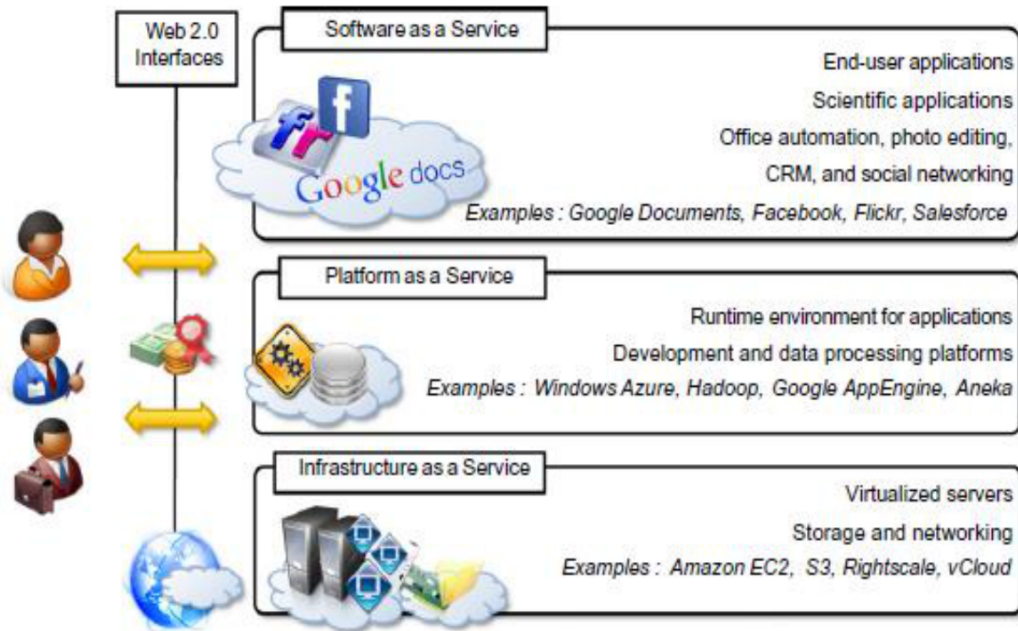 Web 2.0
Interfaces
Software as a Service
End-user applications
Scientific applications
Office automation, photo editing,
CRM, and social networking
Examples : Google Documents, Facebook, Flickr, Salesforce
f
fr
Google docs
Platform as a Service
Runtime environment for applications
Development and data processing platforms
Examples : Windows Azure, Hadoop, Google AppEngine, Aneka
Infrastructure as a Service
Virtualized servers
Storage and networking
Examples : Amazon EC2, S3, Rightscale, vCloud